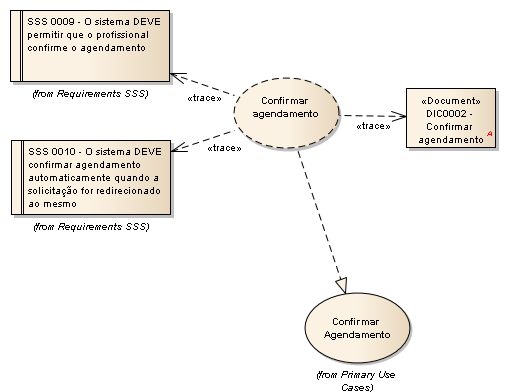 SSS 0009 - O sistema DEVE
permitir que o profissional
confirme o agendamento
(from Requirements SSS)
«trace»
Confirmar
agendamento
«trace»
«Document»
DIC0002 -
Confirmar
agendamento
A
SSS 0010 - O sistema DEVE
confirmar agendamento
automaticamente quando a
solicitação for redirecionado
ao mesmo
(from Requirements SSS)
«trace»
Confirmar
Agendamento
(from Primary Use
Cases)